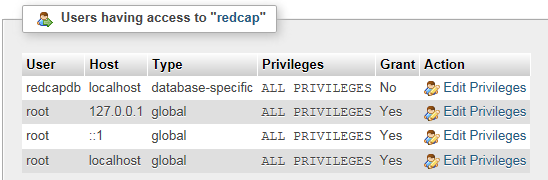 Users having access to "redcap"
User Host Type Privileges Grant Action
redcapdb localhost database-specific ALL PRIVILEGES No Edit Privileges
root 127.0.0.1 global ALL PRIVILEGES Yes Edit Privileges
root ::1 global ALL PRIVILEGES Yes Edit Privileges
root localhost global ALL PRIVILEGES Yes Edit Privileges